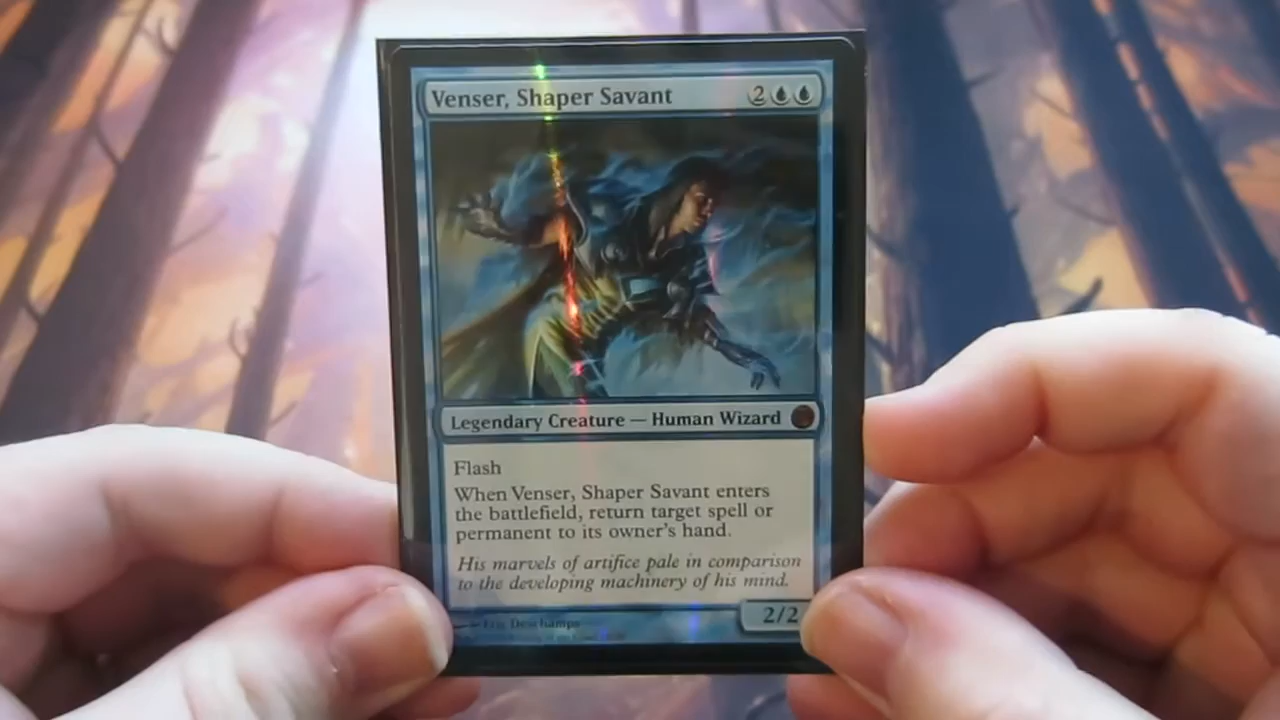 Venser, Shaper Savant 2
Legendary Creature — Human Wizard
Flash
When Venser, Shaper Savant enters
the battlefield, return target spell or
permanent to its owner's hand.
His marvels of artifice pale in comparison
to the developing machinery of his mind.
2/2
Eric Deschamps